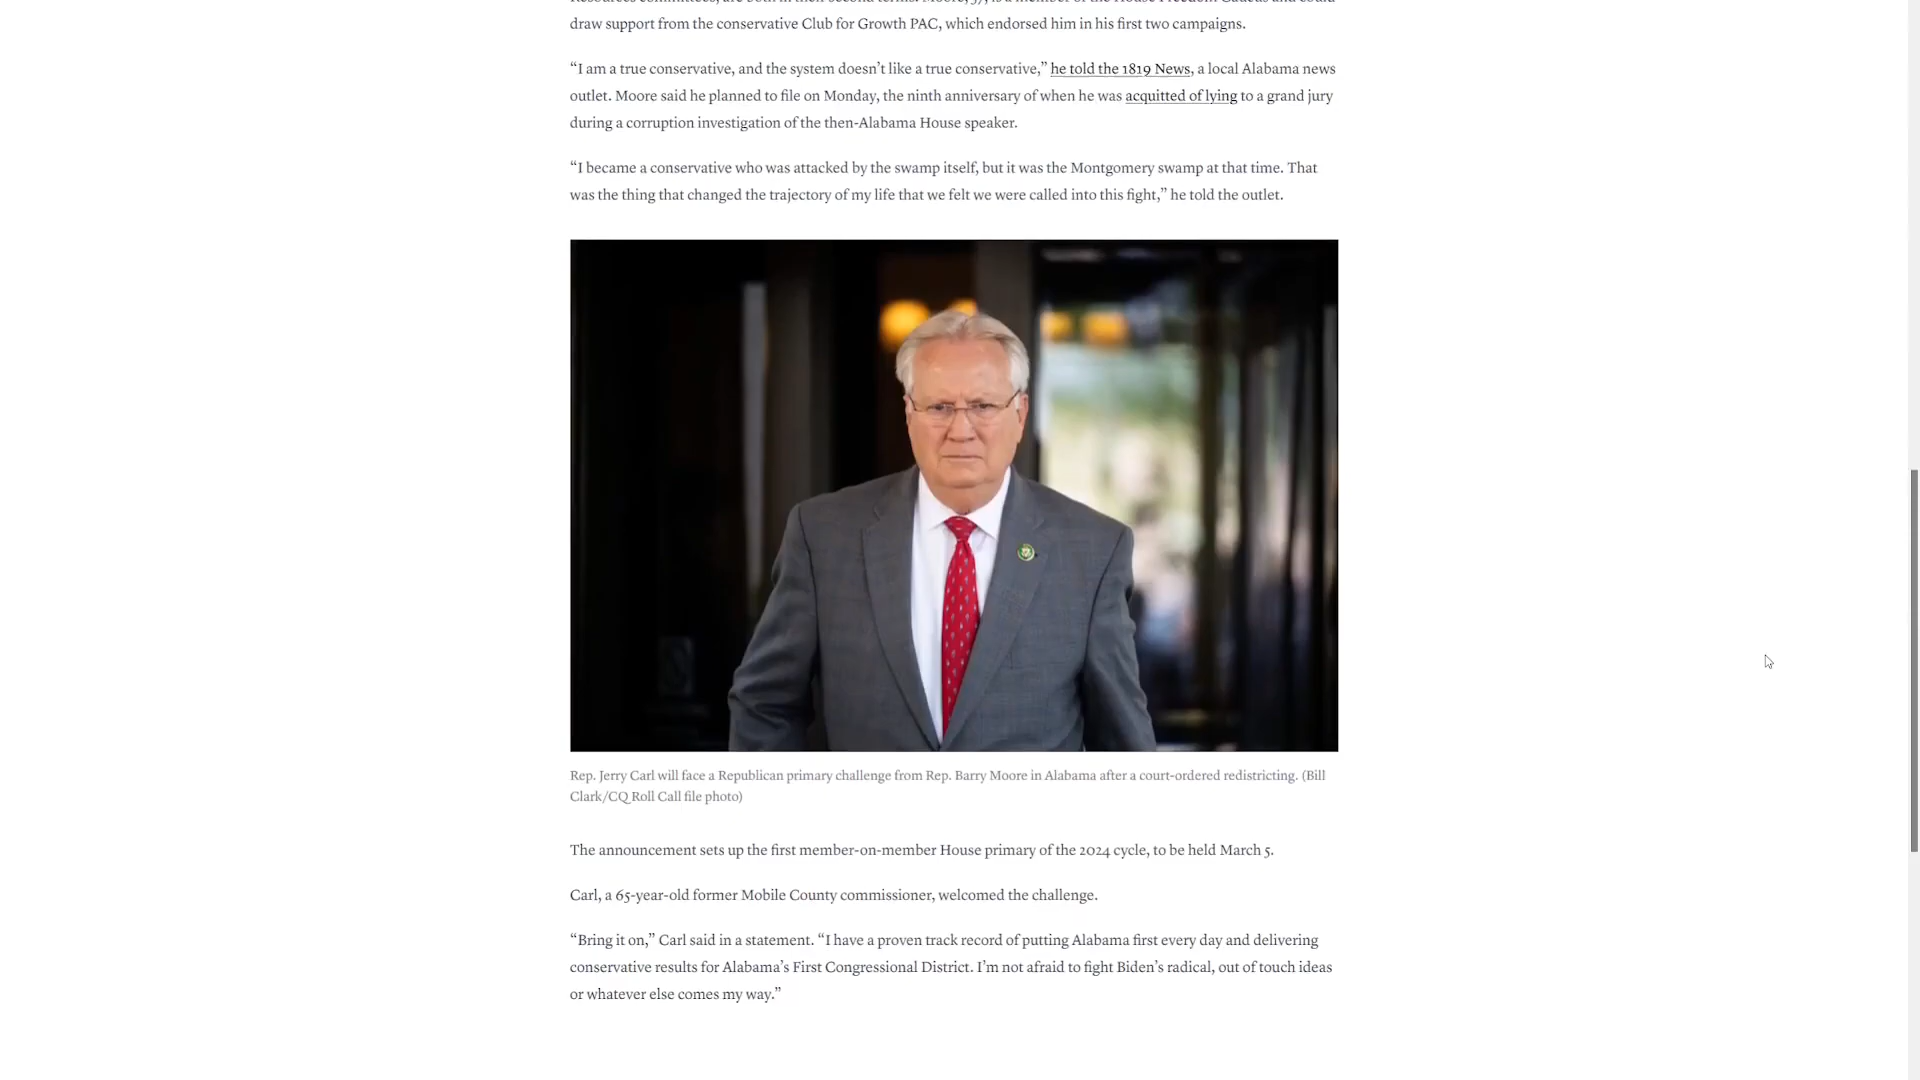 draw support from the conservative Club for Growth PAC, which endorsed him in his first two campaigns.
“I am a true conservative, and the system doesn’t like a true conservative,” he told the 1819 News, a local Alabama news
outlet. Moore said he planned to file on Monday, the ninth anniversary of when he was acquitted of lying to a grand jury
during a corruption investigation of the then-Alabama House speaker.
“I became a conservative who was attacked by the swamp itself, but it was the Montgomery swamp at that time. That
was the thing that changed the trajectory of my life that we felt we were called into this fight,” he told the outlet.
Rep. Jerry Carl will face a Republican primary challenge from Rep. Barry Moore in Alabama after a court-ordered redistricting. (Bill
Clark/CQ Roll Call file photo)
The announcement sets up the first member-on-member House primary of the 2024 cycle, to be held March 5.
Carl, a 65-year-old former Mobile County commissioner, welcomed the challenge.
“Bring it on,” Carl said in a statement. “I have a proven track record of putting Alabama first every day and delivering
conservative results for Alabama’s First Congressional District. I’m not afraid to fight Biden’s radical, out of touch ideas
or whatever else comes my way.”